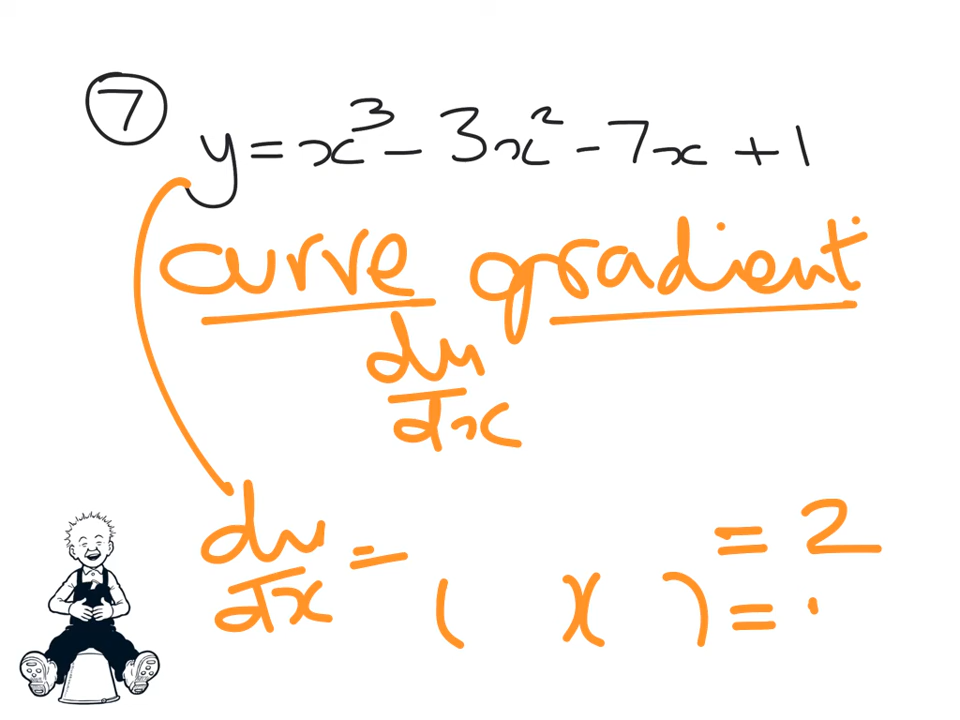 7 y = x³ - 3x² - 7x + 1
curve gradient
dy/dx
dy/dx = = 2
( )( ) =